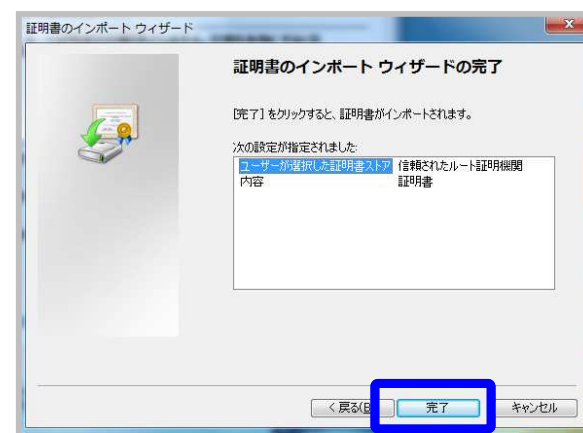 証明書のインポート ウィザード
証明書のインポート ウィザードの完了
[完了] をクリックすると、証明書がインポートされます。
次の設定が指定されました:
ユーザーが選択した証明書ストア 信頼されたルート証明機関
内容 証明書
< 戻る(B 完了 キャンセル